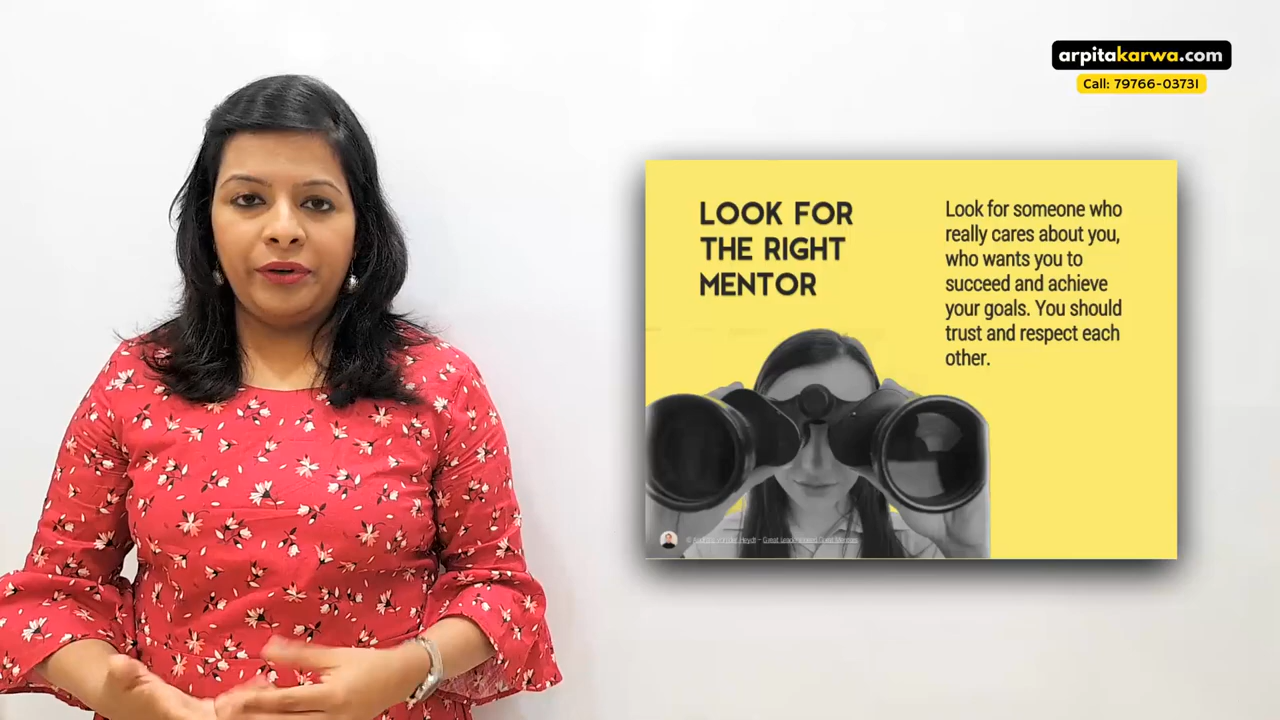 arpitakarwa.com
Call: 79766-03731
LOOK FOR
THE RIGHT
MENTOR
Look for someone who
really cares about you,
who wants you to
succeed and achieve
your goals. You should
trust and respect each
other.